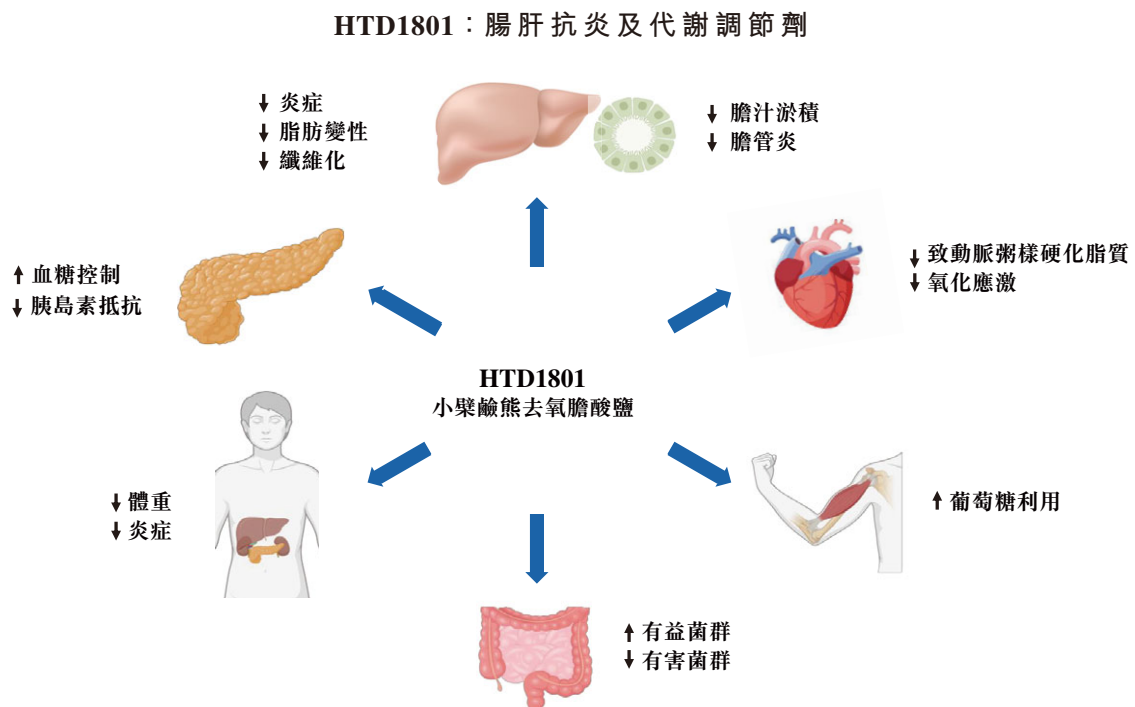 HTD1801：腸肝抗炎及代謝調節劑
↓ 炎症
↓ 脂肪變性
↓ 纖維化
↓ 膽汁淤積
↓ 膽管炎
↑ 血糖控制
↓ 胰島素抵抗
↓ 致動脈粥樣硬化脂質
↓ 氧化應激
HTD1801
小檗鹼熊去氧膽酸鹽
↓ 體重
↓ 炎症
↑ 葡萄糖利用
↑ 有益菌群
↓ 有害菌群